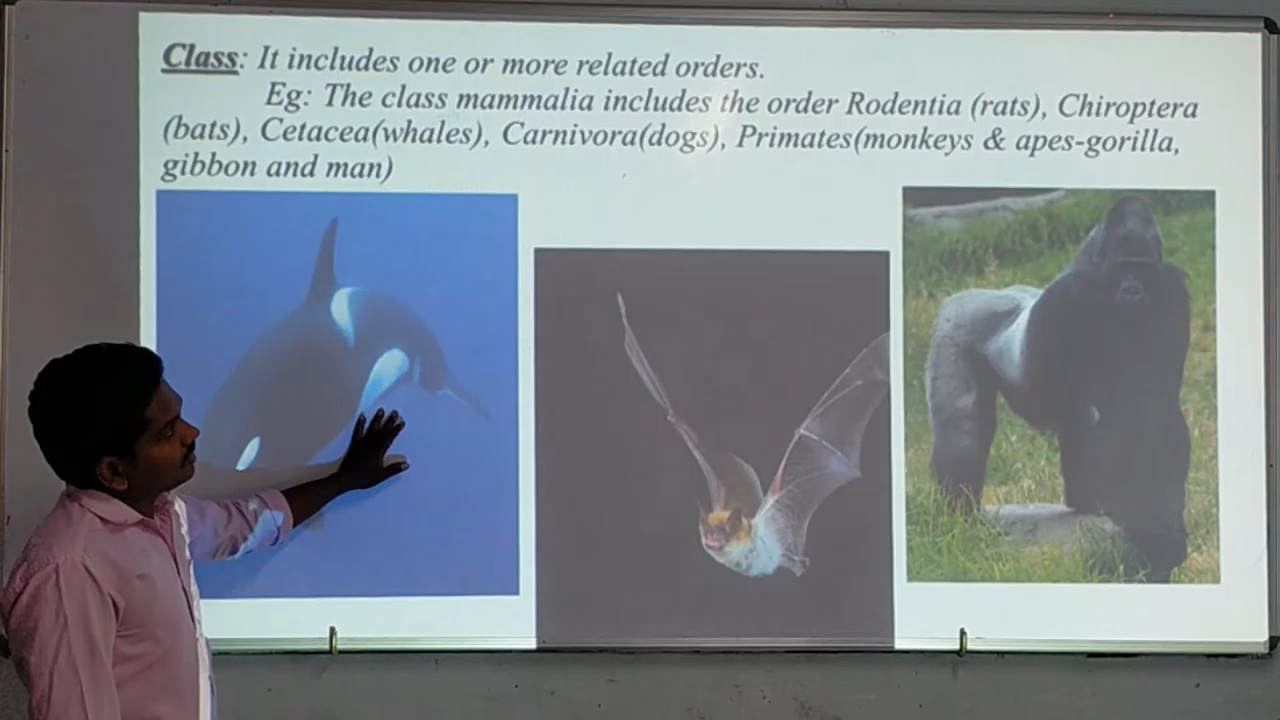 Class: It includes one or more related orders.
Eg: The class mammalia includes the order Rodentia (rats), Chiroptera
(bats), Cetacea(whales), Carnivora(dogs), Primates(monkeys & apes-gorilla,
gibbon and man)